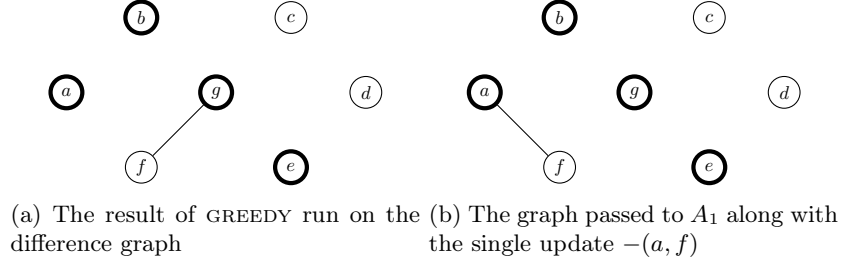 b
c
a
g
d
f
e
b
c
a
g
d
f
e
(a) The result of GREEDY run on the
difference graph
(b) The graph passed to A₁ along with
the single update −(a, f)